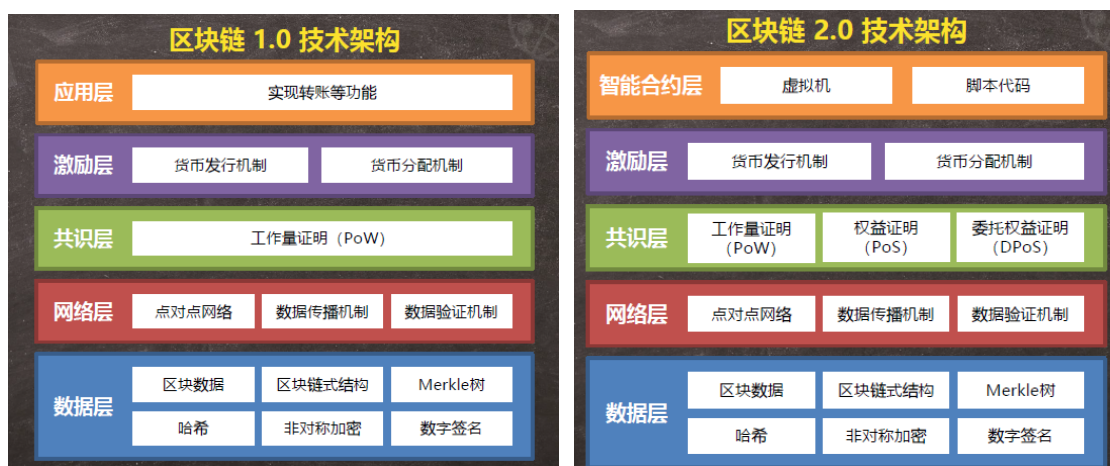 区块链 1.0 技术架构
应用层
实现转账等功能
激励层
货币发行机制
货币分配机制
共识层
工作量证明（PoW）
网络层
点对点网络
数据传播机制
数据验证机制
数据层
区块数据
区块链式结构
Merkle树
哈希
非对称加密
数字签名
区块链 2.0 技术架构
智能合约层
虚拟机
脚本代码
激励层
货币发行机制
货币分配机制
共识层
工作量证明
（PoW）
权益证明
（PoS）
委托权益证明
（DPoS）
网络层
点对点网络
数据传播机制
数据验证机制
数据层
区块数据
区块链式结构
Merkle树
哈希
非对称加密
数字签名